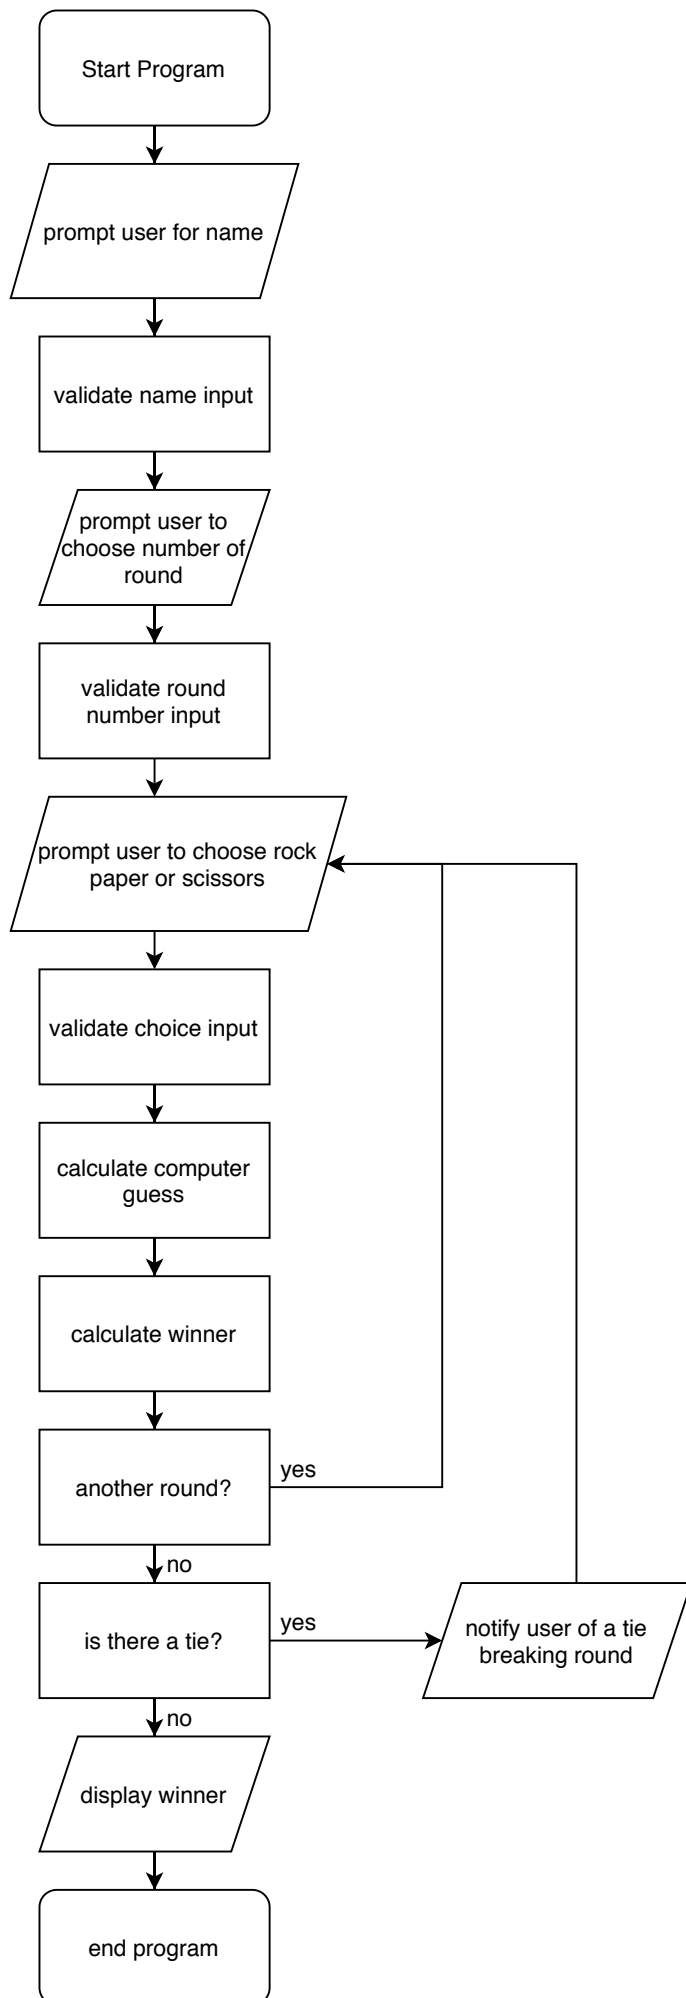 Start Program
prompt user for name
validate name input
prompt user to
choose number of
round
validate round
number input
prompt user to choose rock
paper or scissors
validate choice input
calculate computer
guess
calculate winner
another round?
yes
no
is there a tie?
yes
notify user of a tie
breaking round
no
display winner
end program